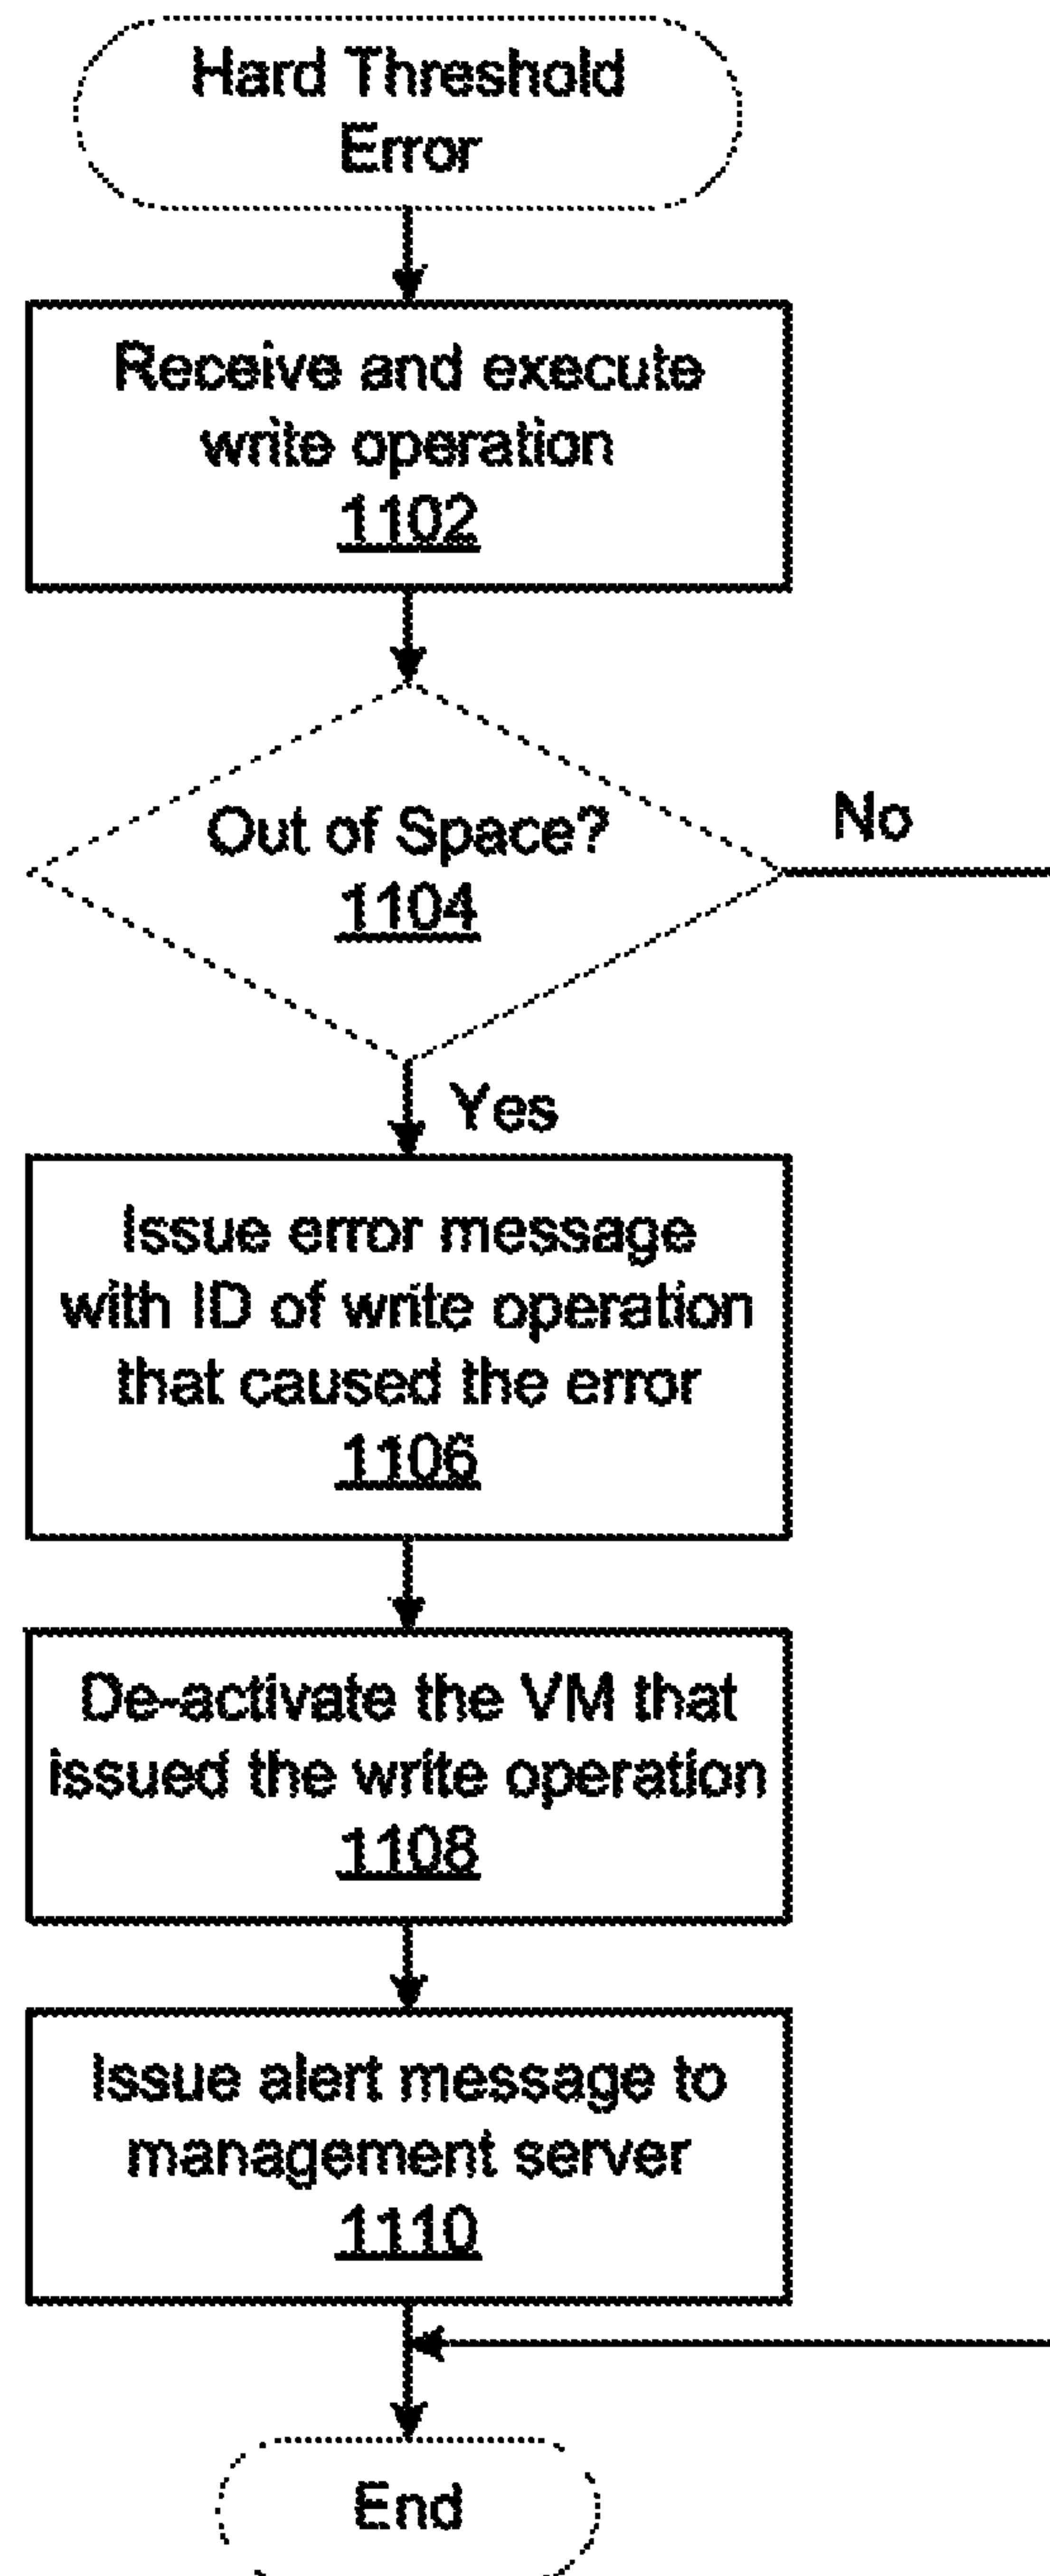 Hard Threshold
Error
Receive and execute
write operation
1102
Out of Space?
1104
No
Yes
Issue error message
with ID of write operation
that caused the error
1106
De-activate the VM that
issued the write operation
1108
Issue alert message to
management server
1110
End